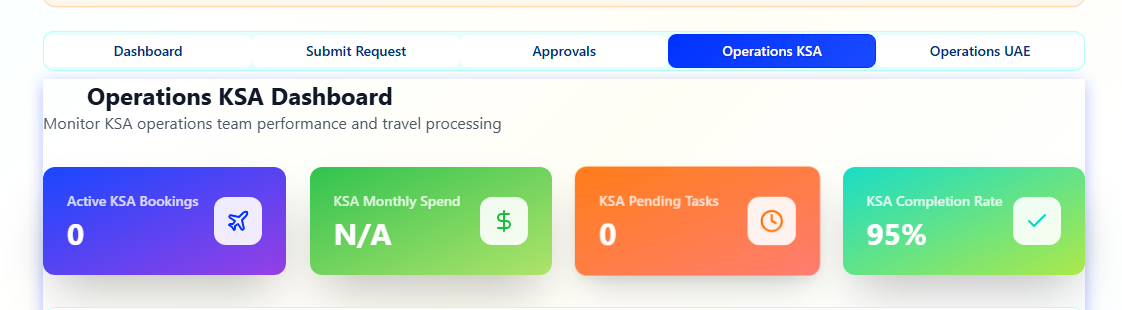 Dashboard
Submit Request
Approvals
Operations KSA
Operations UAE
Operations KSA Dashboard
Monitor KSA operations team performance and travel processing
Active KSA Bookings
0
KSA Monthly Spend
N/A
KSA Pending Tasks
0
KSA Completion Rate
95%